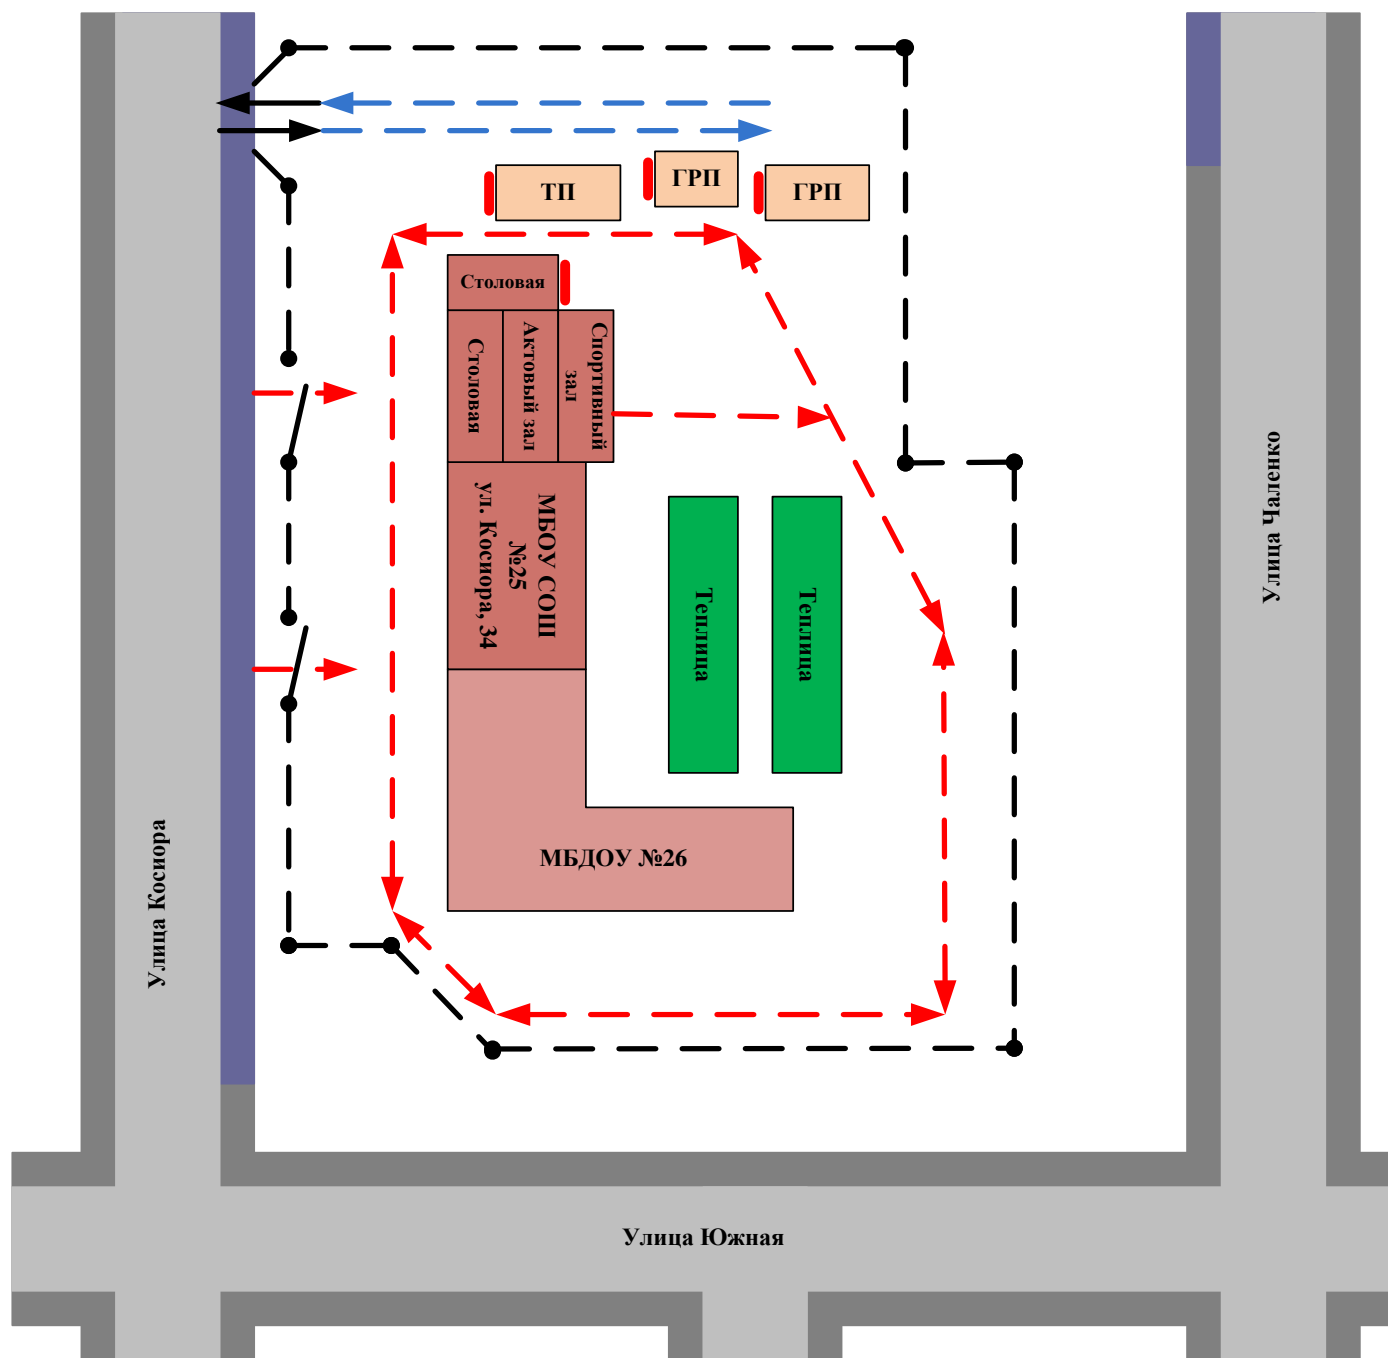 ТП
ГРП
ГРП
Столовая
Столовая
Актовый зал
Спортивный
зал
МБОУ СОШ
№25
ул. Косиора, 34
Теплица
Теплица
МБДОУ №26
Улица Косиора
Улица Чаленко
Улица Южная